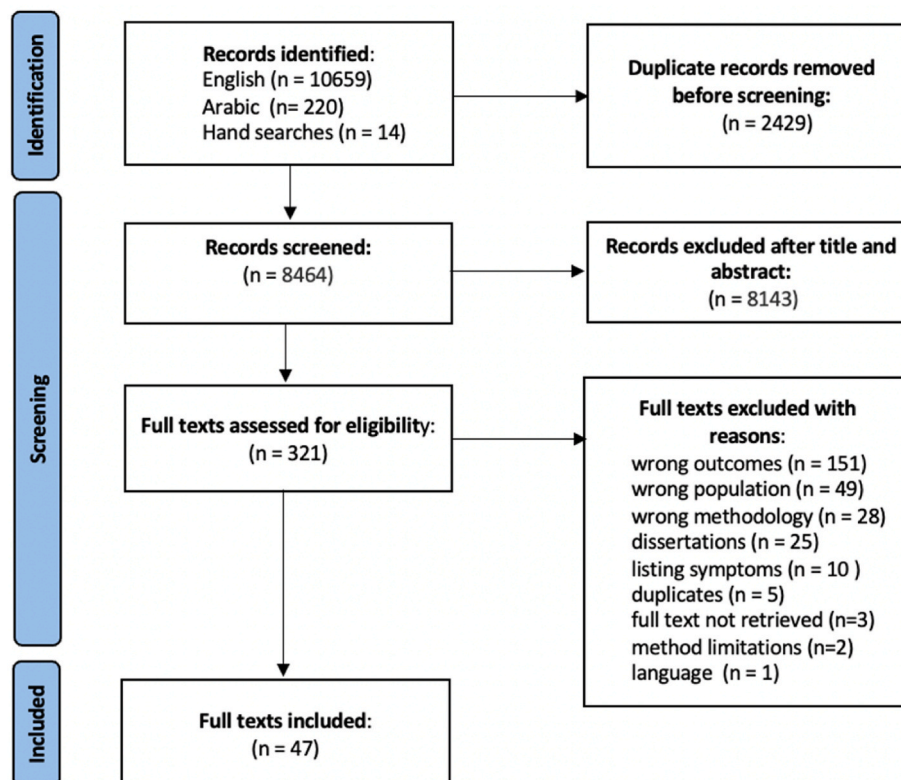 Identification
Records identified:
English (n = 10659)
Arabic (n= 220)
Hand searches (n = 14)
Duplicate records removed
before screening:
(n = 2429)
Screening
Records screened:
(n = 8464)
Records excluded after title and
abstract:
(n = 8143)
Full texts assessed for eligibility:
(n = 321)
Full texts excluded with
reasons:
wrong outcomes (n = 151)
wrong population (n = 49)
wrong methodology (n = 28)
dissertations (n = 25)
listing symptoms (n = 10 )
duplicates (n = 5)
full text not retrieved (n=3)
method limitations (n=2)
language (n = 1)
Included
Full texts included:
(n = 47)